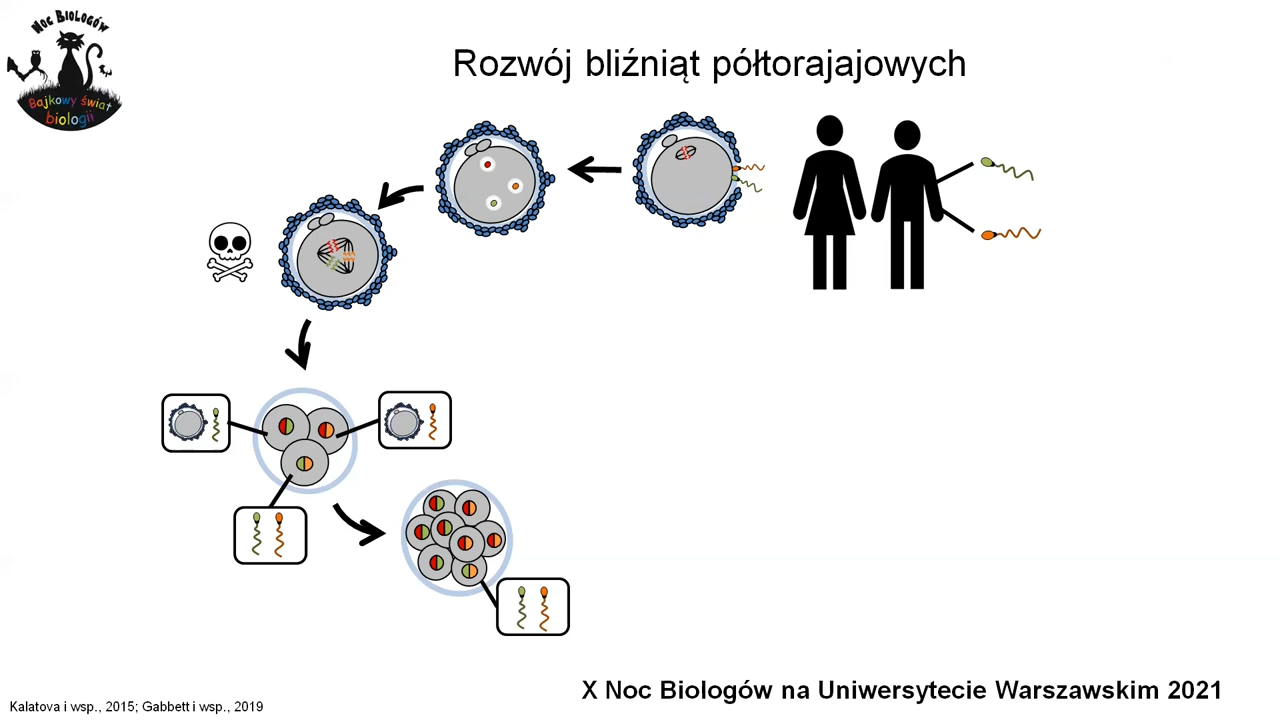 Noc Biologów
Bajkowy świat
biologii
Rozwój bliźniąt półtorajajowych
X Noc Biologów na Uniwersytecie Warszawskim 2021
Kalatova i wsp., 2015; Gabbett i wsp., 2019